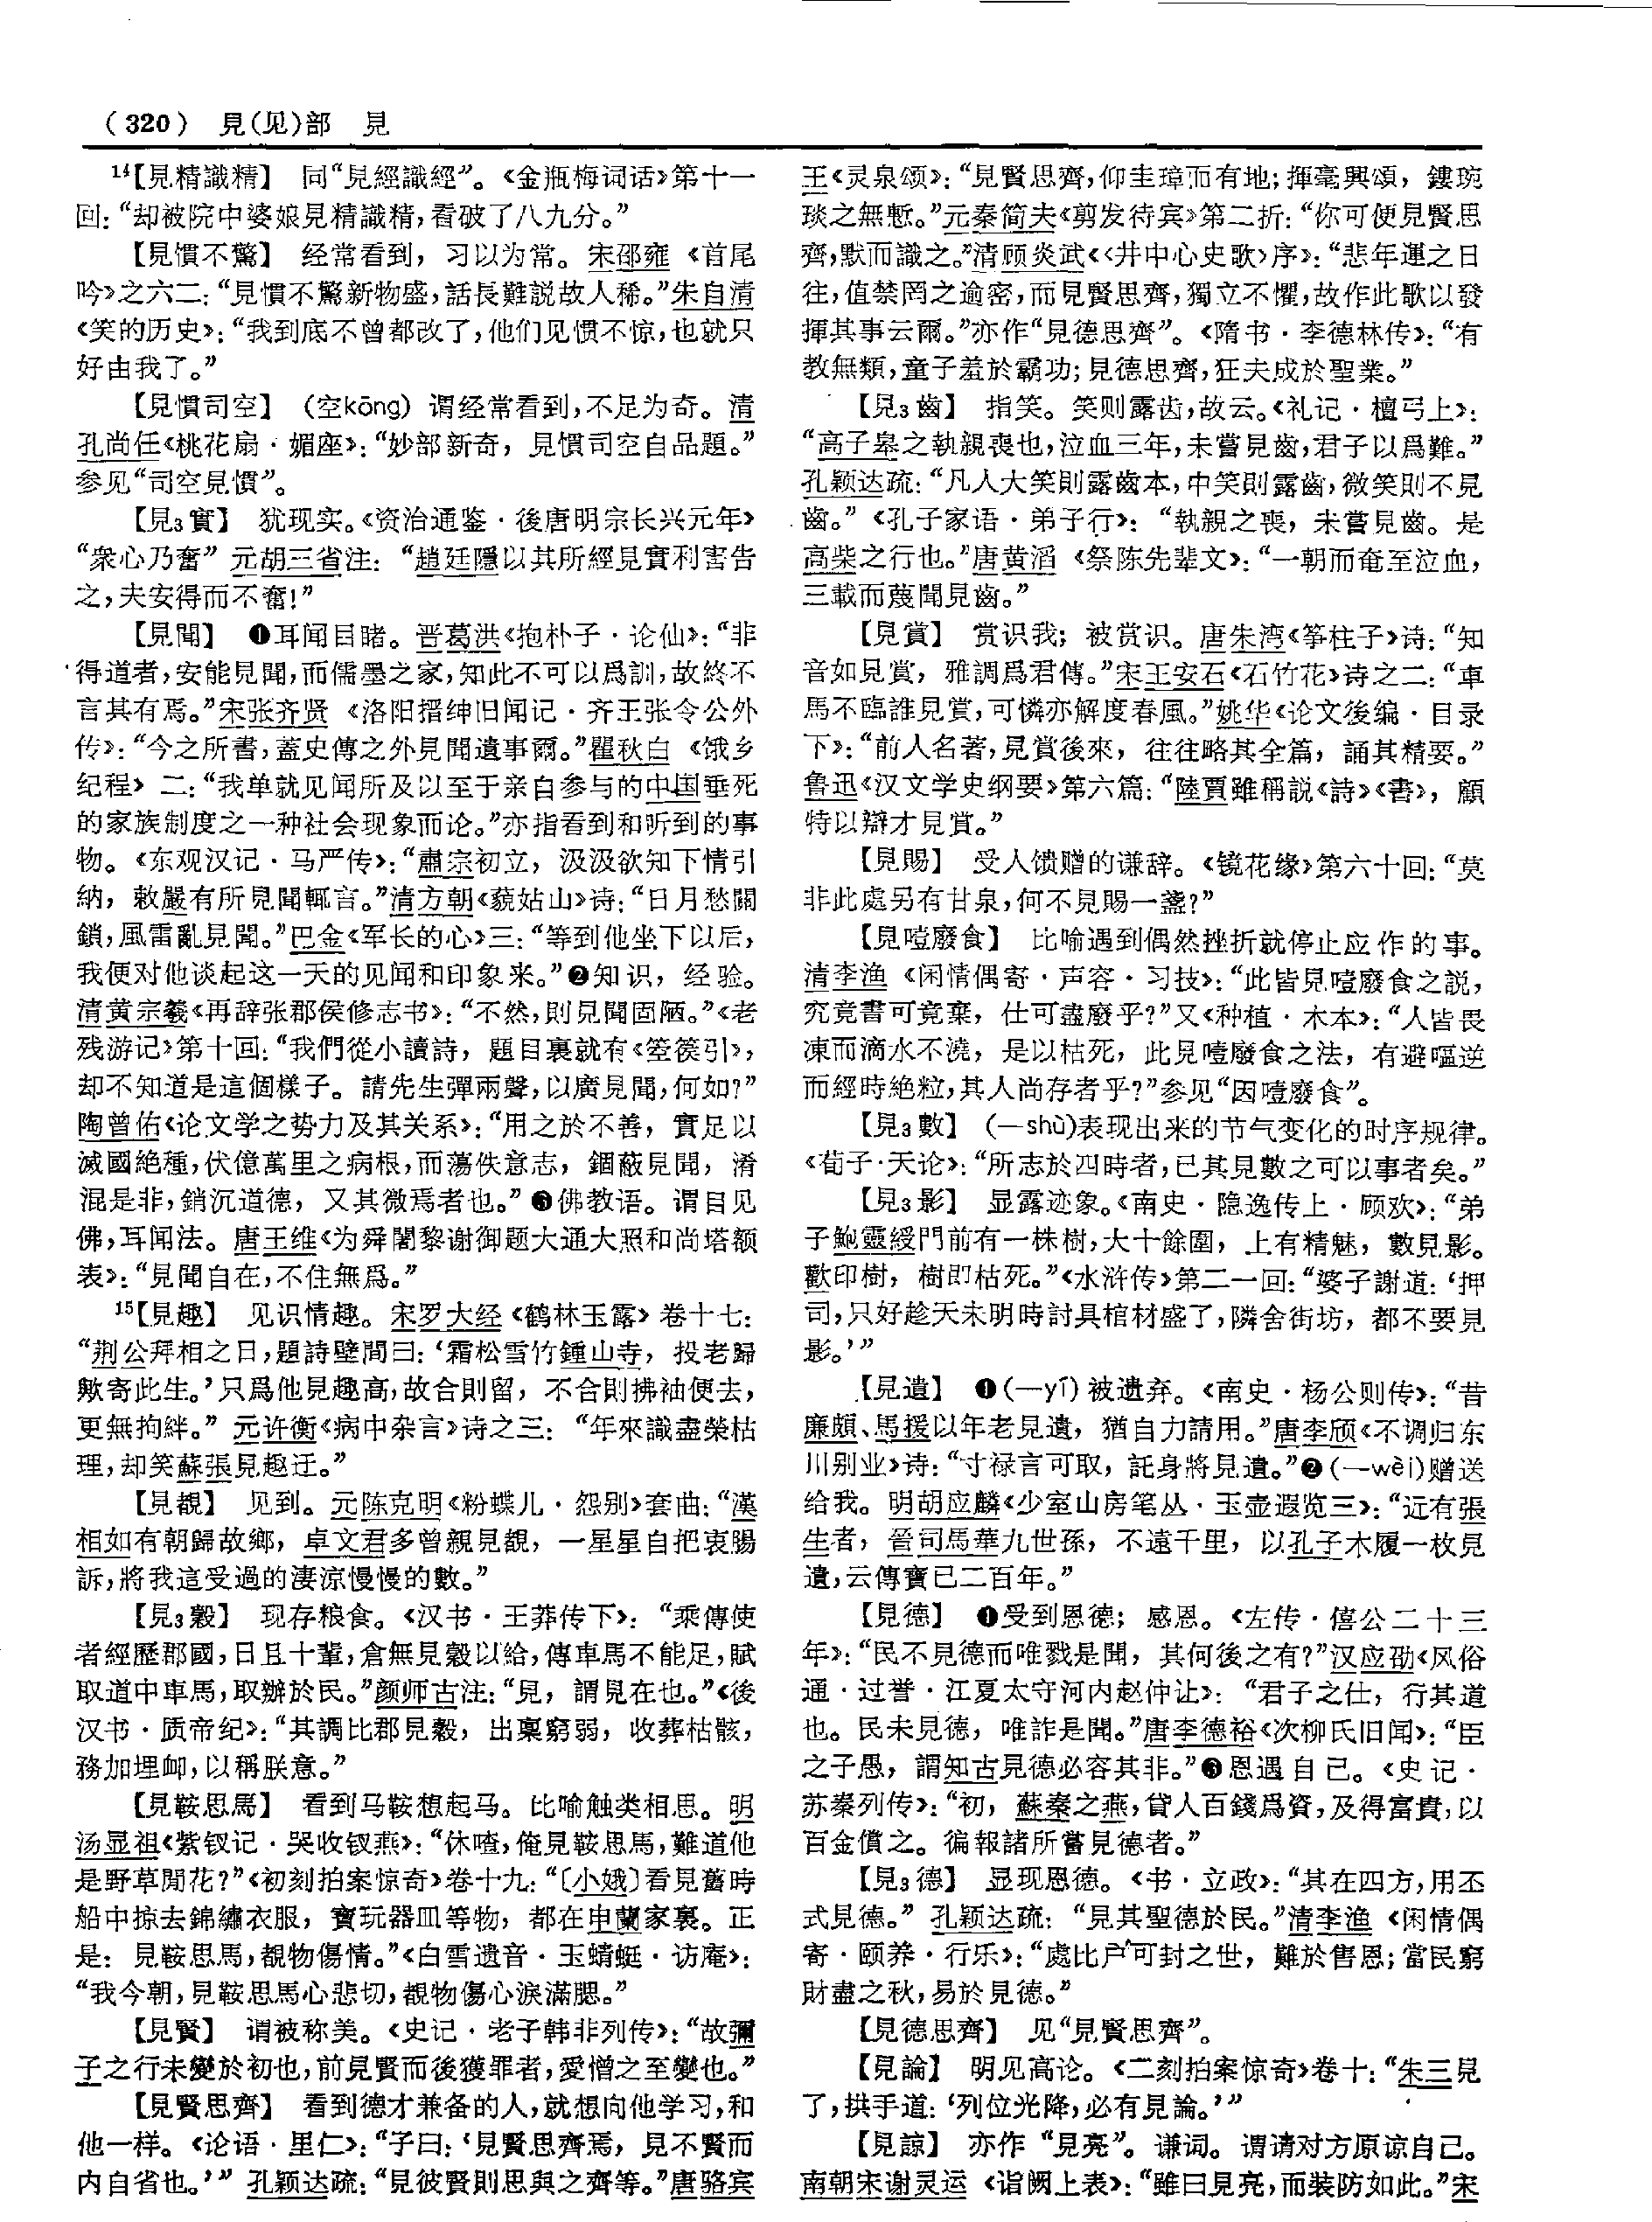 （320） 見(见)部 見
¹⁴【見精識精】 同“見經識經”。《金瓶梅词话》第十一
回：“却被院中婆娘見精識精，看破了八九分。”
【見慣不驚】 经常看到，习以为常。宋邵雍《首尾
吟》之六二：“見慣不驚新物盛，話長難説故人稀。”朱自清
《笑的历史》：“我到底不曾都改了，他们见惯不惊，也就只
好由我了。”
【見慣司空】 （空kōng）谓经常看到，不足为奇。清
孔尚任《桃花扇·媚座》：“妙部新奇，見慣司空自品題。”
参见“司空見慣”。
【見₃實】 犹现实。《资治通鉴·後唐明宗长兴元年》
“衆心乃奮”元胡三省注：“趙廷隱以其所經見實利害告
之，夫安得而不奮！”
【見聞】 ❶耳闻目睹。晋葛洪《抱朴子·论仙》：“非
得道者，安能見聞，而儒墨之家，知此不可以爲訓，故終不
言其有焉。”宋张齐贤《洛阳搢绅旧闻记·齐王张令公外
传》：“今之所書，蓋史傳之外見聞遺事爾。”瞿秋白《饿乡
纪程》二：“我单就见闻所及以至于亲自参与的中国垂死
的家族制度之一种社会现象而论。”亦指看到和听到的事
物。《东观汉记·马严传》：“肅宗初立，汲汲欲知下情引
納，敕嚴有所見聞輒言。”清方朝《藐姑山》诗：“日月愁關
鎖，風雷亂見聞。”巴金《军长的心》三：“等到他坐下以后，
我便对他谈起这一天的见闻和印象来。”❷知识，经验。
清黄宗羲《再辞张郡侯修志书》：“不然，則見聞固陋。”《老
残游记》第十回：“我們從小讀詩，題目裏就有《箜篌引》，
却不知道是這個樣子。請先生彈兩聲，以廣見聞，何如？”
陶曾佑《论文学之势力及其关系》：“用之於不善，實足以
滅國絶種，伏億萬里之病根，而蕩佚意志，錮蔽見聞，淆
混是非，銷沉道德，又其微焉者也。”❸佛教语。谓目见
佛，耳闻法。唐王维《为舜闍黎谢御题大通大照和尚塔额
表》：“見聞自在，不住無爲。”
¹⁵【見趣】 见识情趣。宋罗大经《鹤林玉露》卷十七：
“荆公拜相之日，題詩壁間曰：‘霜松雪竹鍾山寺，投老歸
歟寄此生。’只爲他見趣高，故合則留，不合則拂袖便去，
更無拘絆。”元许衡《病中杂言》诗之三：“年來識盡榮枯
理，却笑蘇張見趣迂。”
【見覩】 见到。元陈克明《粉蝶儿·怨别》套曲：“漢
相如有朝歸故鄉，卓文君多曾親見覩，一星星自把衷腸
訴，將我這受過的凄涼慢慢的數。”
【見₃穀】 现存粮食。《汉书·王莽传下》：“乘傳使
者經歷郡國，日且十輩，倉無見穀以給，傳車馬不能足，賦
取道中車馬，取辦於民。”颜师古注：“見，謂見在也。”《後
汉书·质帝纪》：“其調比郡見穀，出稟窮弱，收葬枯骸，
務加埋卹，以稱朕意。”
【見鞍思馬】 看到马鞍想起马。比喻触类相思。明
汤显祖《紫钗记·哭收钗燕》：“休喳，俺見鞍思馬，難道他
是野草閒花？”《初刻拍案惊奇》卷十九：“〔小娥〕看見舊時
船中掠去錦繡衣服，寶玩器皿等物，都在申蘭家裏。正
是：見鞍思馬，覩物傷情。”《白雪遗音·玉蜻蜓·访庵》：
“我今朝，見鞍思馬心悲切，覩物傷心淚滿腮。”
【見賢】 谓被称美。《史记·老子韩非列传》：“故彌
子之行未變於初也，前見賢而後獲罪者，愛憎之至變也。”
【見賢思齊】 看到德才兼备的人，就想向他学习，和
他一样。《论语·里仁》：“子曰：‘見賢思齊焉，見不賢而
内自省也。’”孔颖达疏：“見彼賢則思與之齊等。”唐骆宾
王《灵泉颂》：“見賢思齊，仰圭璋而有地；揮毫興頌，鏤琬
琰之無慙。”元秦简夫《剪发待宾》第二折：“你可便見賢思
齊，默而識之。”清顾炎武《〈井中心史歌〉序》：“悲年運之日
往，值禁罔之逾密，而見賢思齊，獨立不懼，故作此歌以發
揮其事云爾。”亦作“見德思齊”。《隋书·李德林传》：“有
教無類，童子羞於霸功；見德思齊，狂夫成於聖業。”
【見₃齒】 指笑。笑则露齿，故云。《礼记·檀弓上》：
“高子皋之執親喪也，泣血三年，未嘗見齒，君子以爲難。”
孔颖达疏：“凡人大笑則露齒本，中笑則露齒，微笑則不見
齒。”《孔子家语·弟子行》：“執親之喪，未嘗見齒。是
高柴之行也。”唐黄滔《祭陈先辈文》：“一朝而奄至泣血，
三載而蔑聞見齒。”
【見賞】 赏识我；被赏识。唐朱湾《筝柱子》诗：“知
音如見賞，雅調爲君傳。”宋王安石《石竹花》诗之二：“車
馬不臨誰見賞，可憐亦解度春風。”姚华《论文後编·目录
下》：“前人名著，見賞後來，往往略其全篇，誦其精要。”
鲁迅《汉文学史纲要》第六篇：“陸賈雖稱説《詩》《書》，顧
特以辯才見賞。”
【見賜】 受人馈赠的谦辞。《镜花缘》第六十回：“莫
非此處另有甘泉，何不見賜一盞？”
【見噎廢食】 比喻遇到偶然挫折就停止应作的事。
清李渔《闲情偶寄·声容·习技》：“此皆見噎廢食之説，
究竟書可竟棄，仕可盡廢乎？”又《种植·木本》：“人皆畏
凍而滴水不澆，是以枯死，此見噎廢食之法，有避嘔逆
而經時絶粒，其人尚存者乎？”参见“因噎廢食”。
【見₃數】 （—shù）表现出来的节气变化的时序规律。
《荀子·天论》：“所志於四時者，已其見數之可以事者矣。”
【見₃影】 显露迹象。《南史·隐逸传上·顾欢》：“弟
子鮑靈綬門前有一株樹，大十餘圍，上有精魅，數見影。
歡印樹，樹即枯死。”《水浒传》第二一回：“婆子謝道：‘押
司，只好趁天未明時討具棺材盛了，隣舍街坊，都不要見
影。’”
【見遺】 ❶（—yí）被遗弃。《南史·杨公则传》：“昔
廉頗、馬援以年老見遺，猶自力請用。”唐李颀《不调归东
川别业》诗：“寸禄言可取，託身將見遺。”❷（—wèi）赠送
给我。明胡应麟《少室山房笔丛·玉壶遐览三》：“近有張
生者，晉司馬華九世孫，不遠千里，以孔子木履一枚見
遺，云傳寶已二百年。”
【見德】 ❶受到恩德；感恩。《左传·僖公二十三
年》：“民不見德而唯戮是聞，其何後之有？”汉应劭《风俗
通·过誉·江夏太守河内赵仲让》：“君子之仕，行其道
也。民未見德，唯詐是聞。”唐李德裕《次柳氏旧闻》：“臣
之子愚，謂知古見德必容其非。”❸恩遇自己。《史记·
苏秦列传》：“初，蘇秦之燕，貸人百錢爲資，及得富貴，以
百金償之。徧報諸所嘗見德者。”
【見₃德】 显现恩德。《书·立政》：“其在四方，用丕
式見德。”孔颖达疏：“見其聖德於民。”清李渔《闲情偶
寄·颐养·行乐》：“處比户可封之世，難於售恩；當民窮
財盡之秋，易於見德。”
【見德思齊】 见“見賢思齊”。
【見論】 明见高论。《二刻拍案惊奇》卷十：“朱三見
了，拱手道：‘列位光降，必有見論。’”
【見諒】 亦作“見亮”。谦词。谓请对方原谅自己。
南朝宋谢灵运《诣阙上表》：“雖曰見亮，而装防如此。”宋